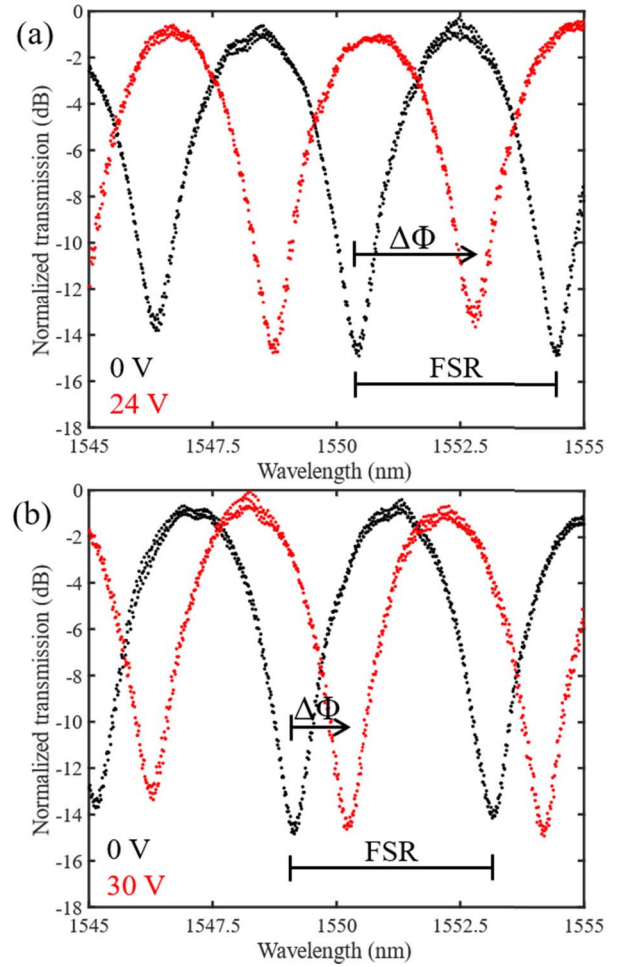 (a)
Normalized transmission (dB)
0
-2
-4
-6
-8
-10
-12
-14
-16
-18
ΔΦ
0 V
24 V
FSR
1545
1547.5
1550
1552.5
1555
Wavelength (nm)
(b)
Normalized transmission (dB)
0
-2
-4
-6
-8
-10
-12
-14
-16
-18
ΔΦ
0 V
30 V
FSR
1545
1547.5
1550
1552.5
1555
Wavelength (nm)